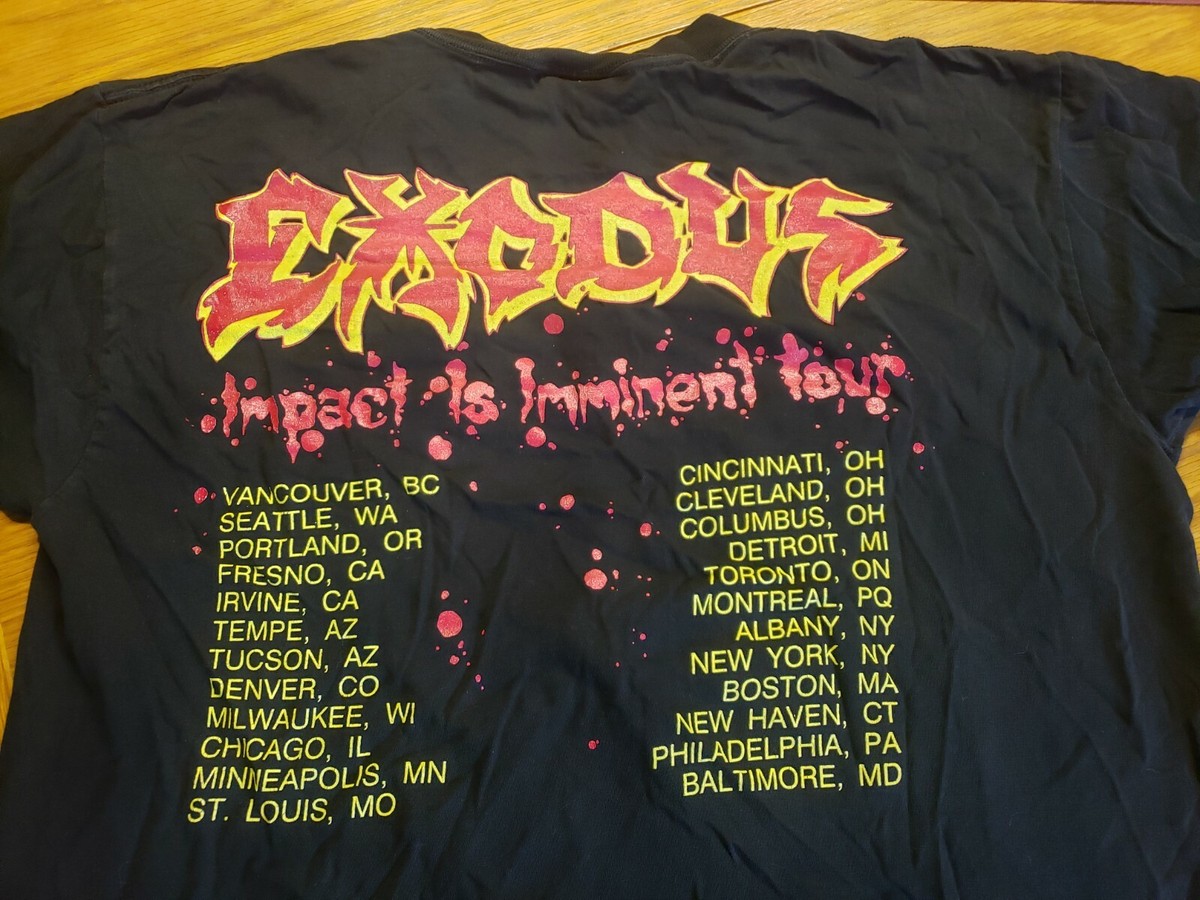 EXODUS
Impact Is Imminent Tour
VANCOUVER, BC
SEATTLE, WA
PORTLAND, OR
FRESNO, CA
IRVINE, CA
TEMPE, AZ
TUCSON, AZ
DENVER, CO
MILWAUKEE, WI
CHICAGO, IL
MINNEAPOLIS, MN
ST. LOUIS, MO
CINCINNATI, OH
CLEVELAND, OH
COLUMBUS, OH
DETROIT, MI
TORONTO, ON
MONTREAL, PQ
ALBANY, NY
NEW YORK, NY
BOSTON, MA
NEW HAVEN, CT
PHILADELPHIA, PA
BALTIMORE, MD